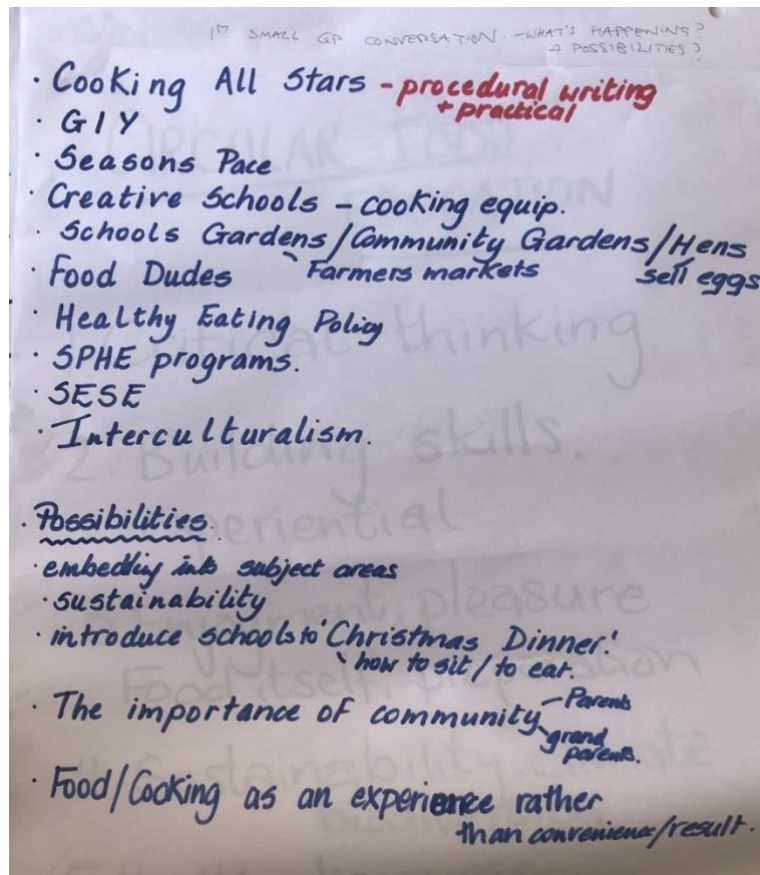 1ST SMALL GP CONVERSATION. - WHAT'S HAPPENING?
+ POSSIBILITIES?
· Cooking All Stars - procedural writing
+ practical
· GIY
· Seasons Pace
· Creative Schools - cooking equip.
· Schools Gardens/Community Gardens/Hens
Farmers markets sell eggs
· Food Dudes
· Healthy Eating Policy
· SPHE programs.
· SESE
· Interculturalism.
· Possibilities.
· embedding into subject areas
· sustainability
· introduce schools to 'Christmas Dinner!'
how to sit / to eat.
· The importance of community - Parents
grand
parents.
· Food/Cooking as an experience rather
than convenience/result.